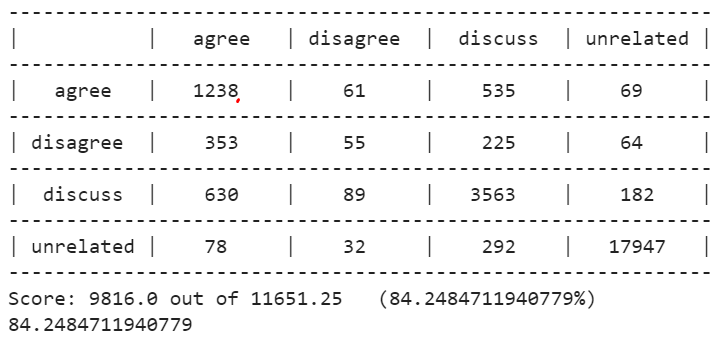 -------------------------------------------------------------
|           |   agree   | disagree  |  discuss  | unrelated |
-------------------------------------------------------------
|   agree   |   1238    |    61     |    535    |    69     |
-------------------------------------------------------------
| disagree  |    353    |    55     |    225    |    64     |
-------------------------------------------------------------
|  discuss  |    630    |    89     |   3563    |    182    |
-------------------------------------------------------------
| unrelated |    78     |    32     |    292    |   17947   |
-------------------------------------------------------------
Score: 9816.0 out of 11651.25   (84.2484711940779%)
84.2484711940779